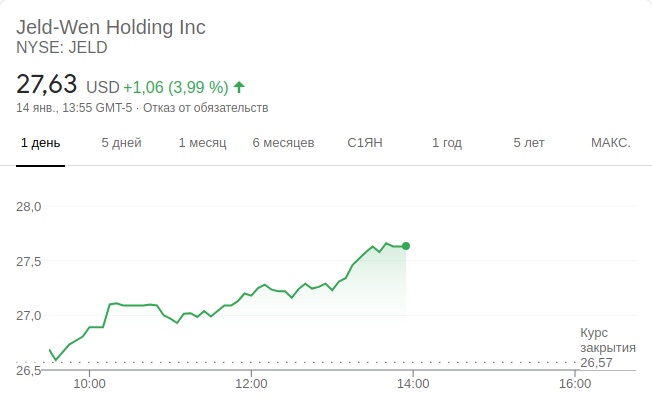 Jeld-Wen Holding Inc
NYSE: JELD
27,63 USD +1,06 (3,99 %)
14 янв., 13:55 GMT-5 · Отказ от обязательств
1 день 5 дней 1 месяц 6 месяцев С1ЯН 1 год 5 лет МАКС.
28,0
27,5
27,0
Курс
закрытия
26,57
26,5
10:00 12:00 14:00 16:00